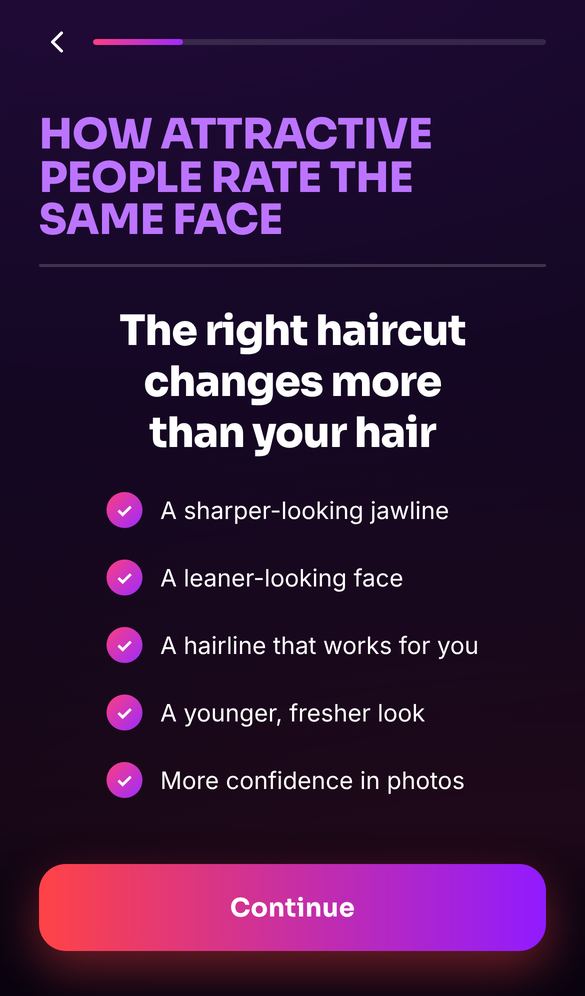 HOW ATTRACTIVE
PEOPLE RATE THE
SAME FACE
The right haircut
changes more
than your hair
A sharper-looking jawline
A leaner-looking face
A hairline that works for you
A younger, fresher look
More confidence in photos
Continue